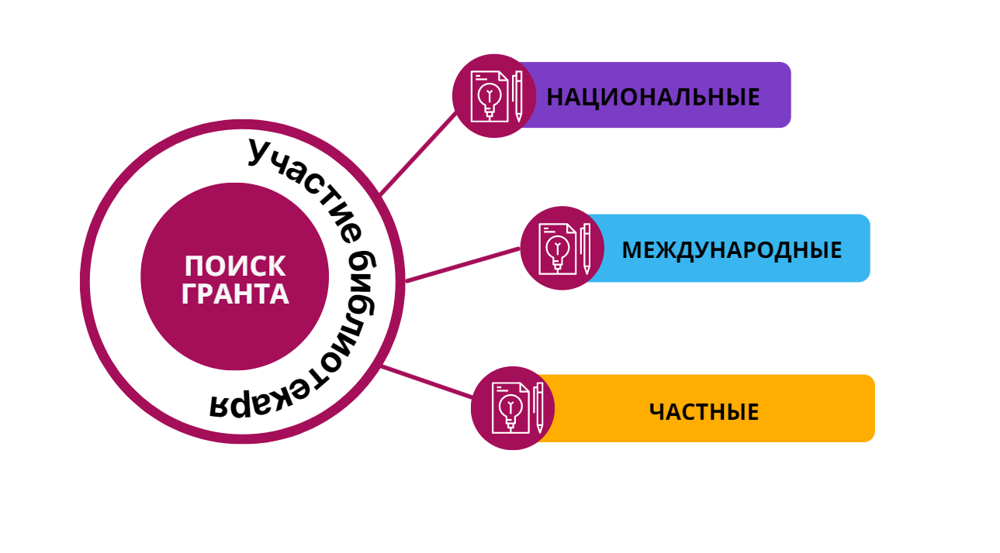 Участие библиотекаря
ПОИСК
ГРАНТА
НАЦИОНАЛЬНЫЕ
МЕЖДУНАРОДНЫЕ
ЧАСТНЫЕ